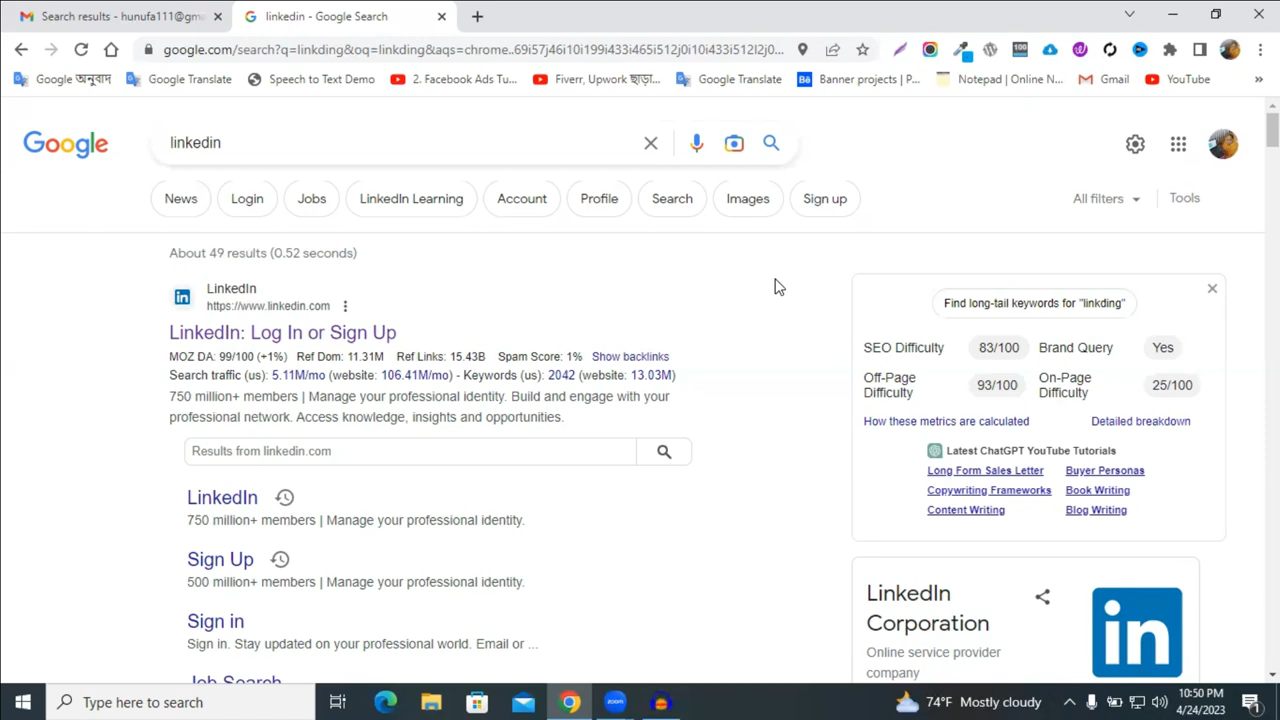 Search results - hunufa111@gma
linkedin - Google Search
google.com/search?q=linkding&oq=linkding&aqs=chrome..69i57j46i10i199i433i465i512j0i10i433i512l2j0...
Google অনুবাদ
Google Translate
Speech to Text Demo
2. Facebook Ads Tu...
Fiverr, Upwork ছাড়া...
Google Translate
Banner projects | P...
Notepad | Online N...
Gmail
YouTube
Google
linkedin
News
Login
Jobs
LinkedIn Learning
Account
Profile
Search
Images
Sign up
All filters
Tools
About 49 results (0.52 seconds)
LinkedIn
https://www.linkedin.com
LinkedIn: Log In or Sign Up
MOZ DA: 99/100 (+1%) Ref Dom: 11.31M Ref Links: 15.43B Spam Score: 1% Show backlinks
Search traffic (us): 5.11M/mo (website: 106.41M/mo) - Keywords (us): 2042 (website: 13.03M)
750 million+ members | Manage your professional identity. Build and engage with your
professional network. Access knowledge, insights and opportunities.
Results from linkedin.com
LinkedIn
750 million+ members | Manage your professional identity.
Sign Up
500 million+ members | Manage your professional identity.
Sign in
Sign in. Stay updated on your professional world. Email or ...
Job Search
Find long-tail keywords for "linkding"
SEO Difficulty 83/100 Brand Query Yes
Off-Page Difficulty 93/100 On-Page Difficulty 25/100
How these metrics are calculated Detailed breakdown
Latest ChatGPT YouTube Tutorials
Long Form Sales Letter Buyer Personas
Copywriting Frameworks Book Writing
Content Writing Blog Writing
LinkedIn
Corporation
Online service provider
company
in
Type here to search
zoom
74°F Mostly cloudy
10:50 PM
4/24/2023